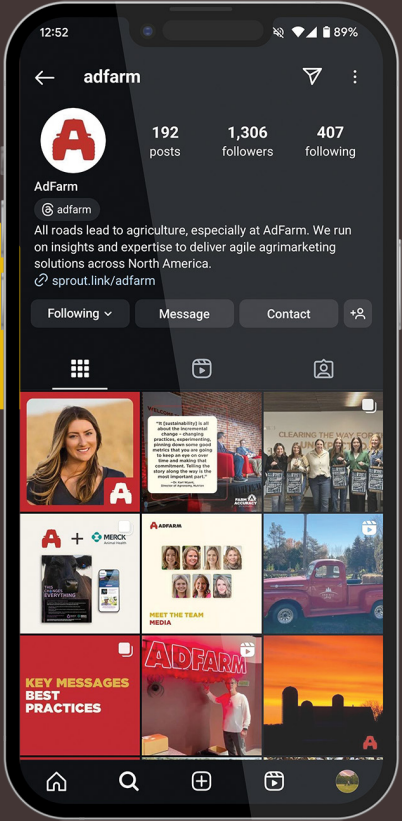 12:52
89%
adfarm
192
posts
1,306
followers
407
following
AdFarm
adfarm
All roads lead to agriculture, especially at AdFarm. We run
on insights and expertise to deliver agile agrimarketing
solutions across North America.
sprout.link/adfarm
Following
Message
Contact
A
WELCOME
"It [sustainability] is all
about the incremental
change – changing
practices, experimenting,
pinning down some good
metrics that you are going
to keep an eye on over
time and making that
commitment. Telling the
story along the way is the
most important part."
FARM
ACCURACY
CLEARING THE WAY FOR
A + MERCK
Animal Health
THIS
CHANGES
EVERYTHING
ADFARM
MEET THE TEAM
MEDIA
KEY MESSAGES
BEST
PRACTICES
ADFARM
A